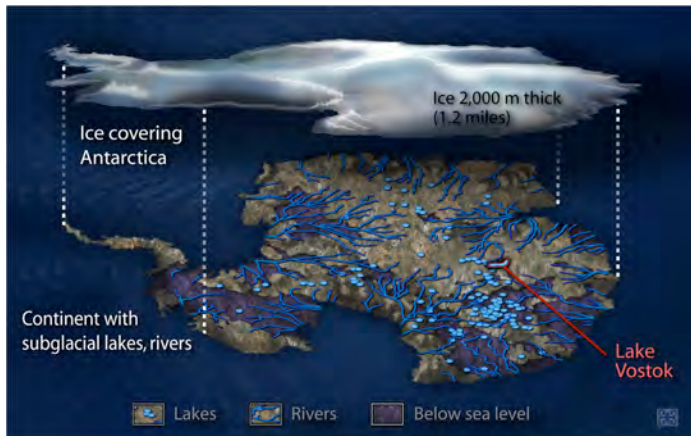 Ice 2,000 m thick
(1.2 miles)
Ice covering
Antarctica
Continent with
subglacial lakes, rivers
Lake
Vostok
Lakes
Rivers
Below sea level